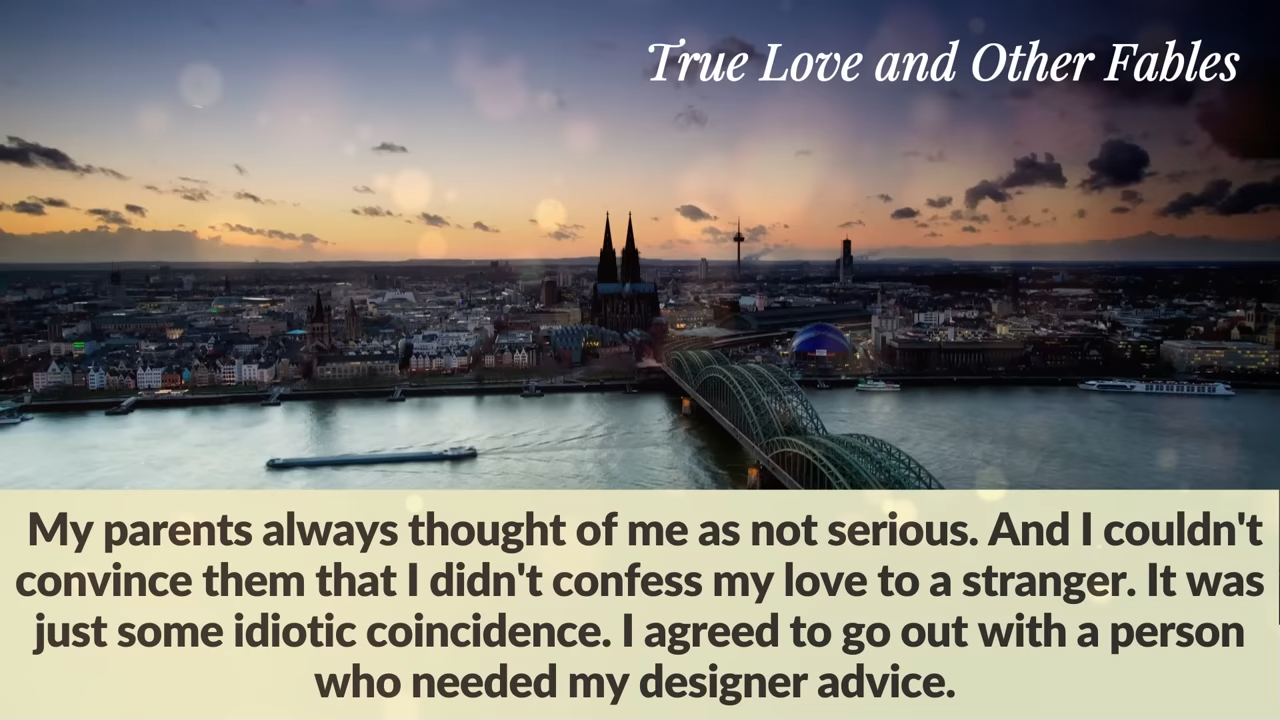 True Love and Other Fables
My parents always thought of me as not serious. And I couldn't
convince them that I didn't confess my love to a stranger. It was
just some idiotic coincidence. I agreed to go out with a person
who needed my designer advice.